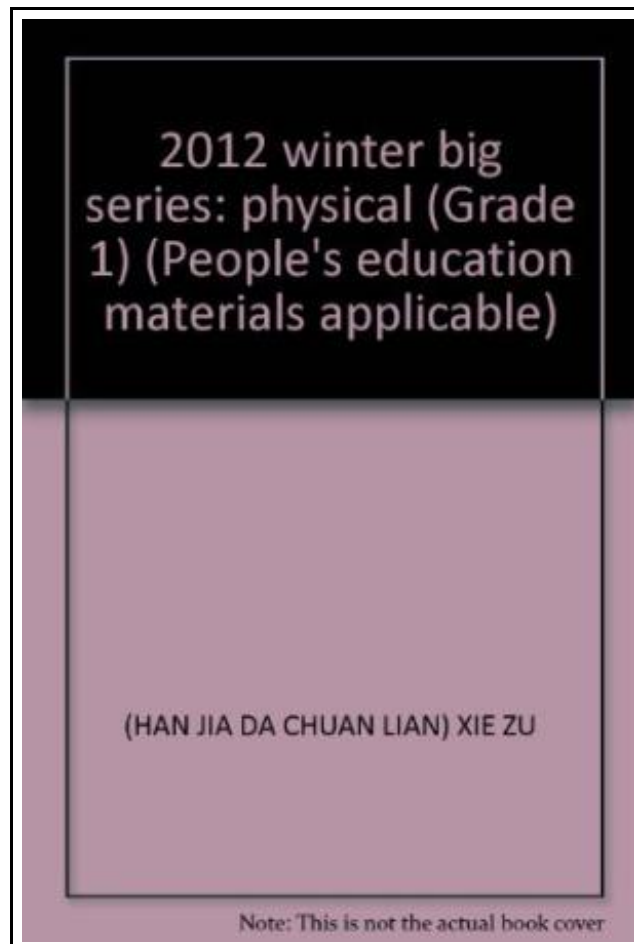 2012 winter big
series: physical (Grade
1) (People's education
materials applicable)
(HAN JIA DA CHUAN LIAN) XIE ZU
Note: This is not the actual book cover